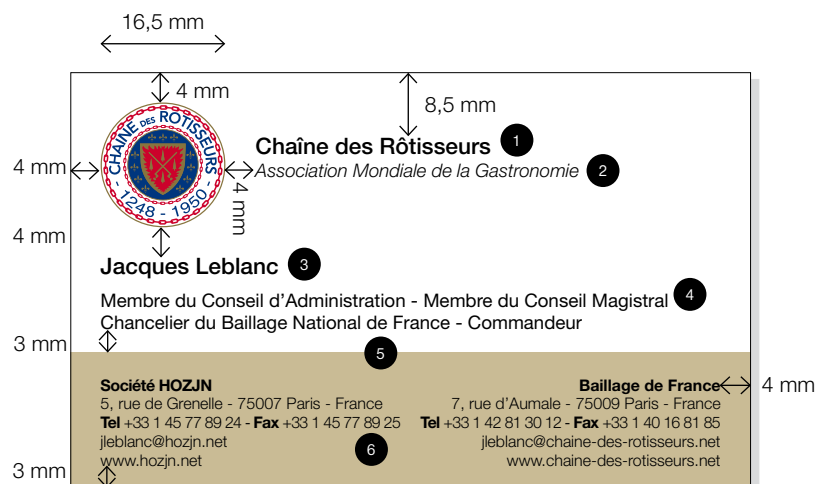 16,5 mm
4 mm
8,5 mm
CHAINE DES ROTISSEURS
1248 - 1950
Chaîne des Rôtisseurs 1
Association Mondiale de la Gastronomie 2
4 mm
4 mm
4 mm
Jacques Leblanc 3
Membre du Conseil d'Administration - Membre du Conseil Magistral 4
Chancelier du Baillage National de France - Commandeur
3 mm
5
Société HOZJN
5, rue de Grenelle - 75007 Paris - France
Tel +33 1 45 77 89 24 - Fax +33 1 45 77 89 25
jleblanc@hozjn.net
www.hozjn.net
6
Baillage de France
7, rue d'Aumale - 75009 Paris - France
Tel +33 1 42 81 30 12 - Fax +33 1 40 16 81 85
jleblanc@chaine-des-rotisseurs.net
www.chaine-des-rotisseurs.net
4 mm
3 mm